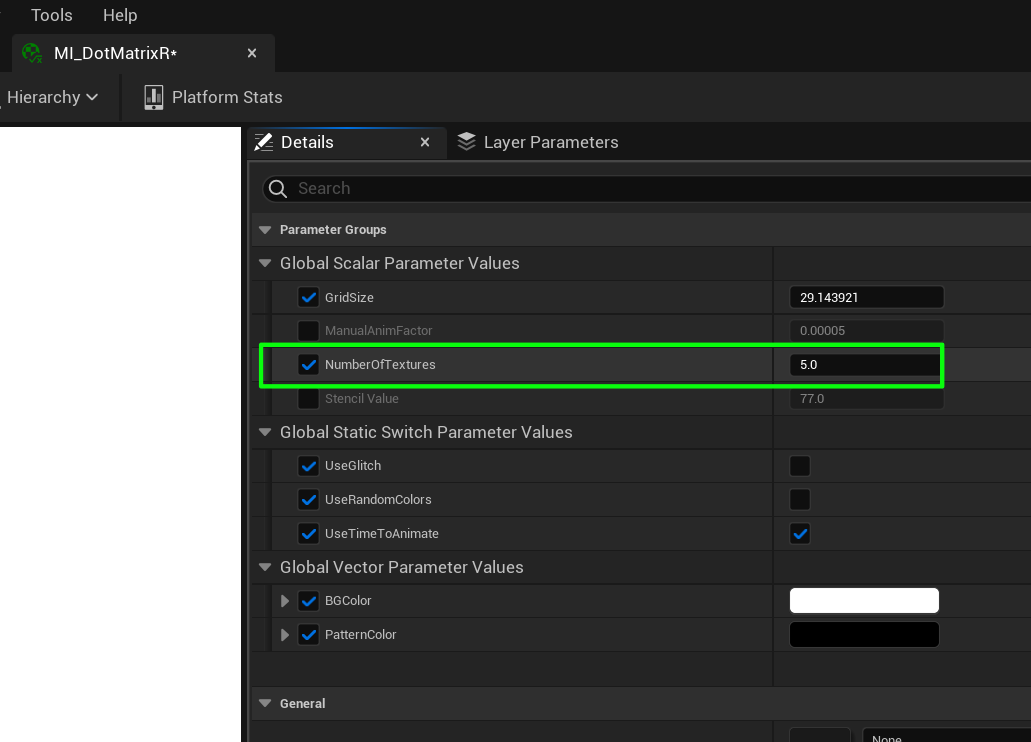 Tools Help
MI_DotMatrixR*
Hierarchy Platform Stats
Details Layer Parameters
Search
Parameter Groups
Global Scalar Parameter Values
GridSize 29.143921
ManualAnimFactor 0.00005
NumberOfTextures 5.0
Stencil Value 77.0
Global Static Switch Parameter Values
UseGlitch
UseRandomColors
UseTimeToAnimate
Global Vector Parameter Values
BGColor
PatternColor
General
None